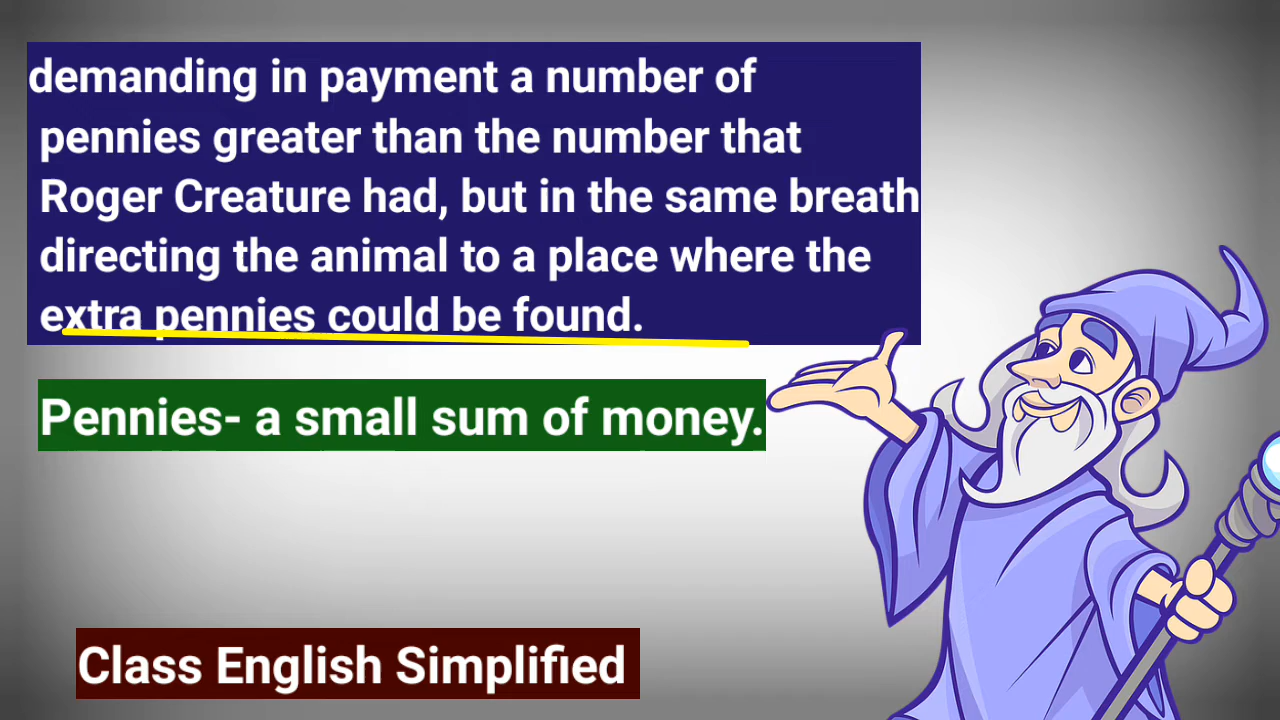 demanding in payment a number of
pennies greater than the number that
Roger Creature had, but in the same breath
directing the animal to a place where the
extra pennies could be found.
Pennies- a small sum of money.
Class English Simplified